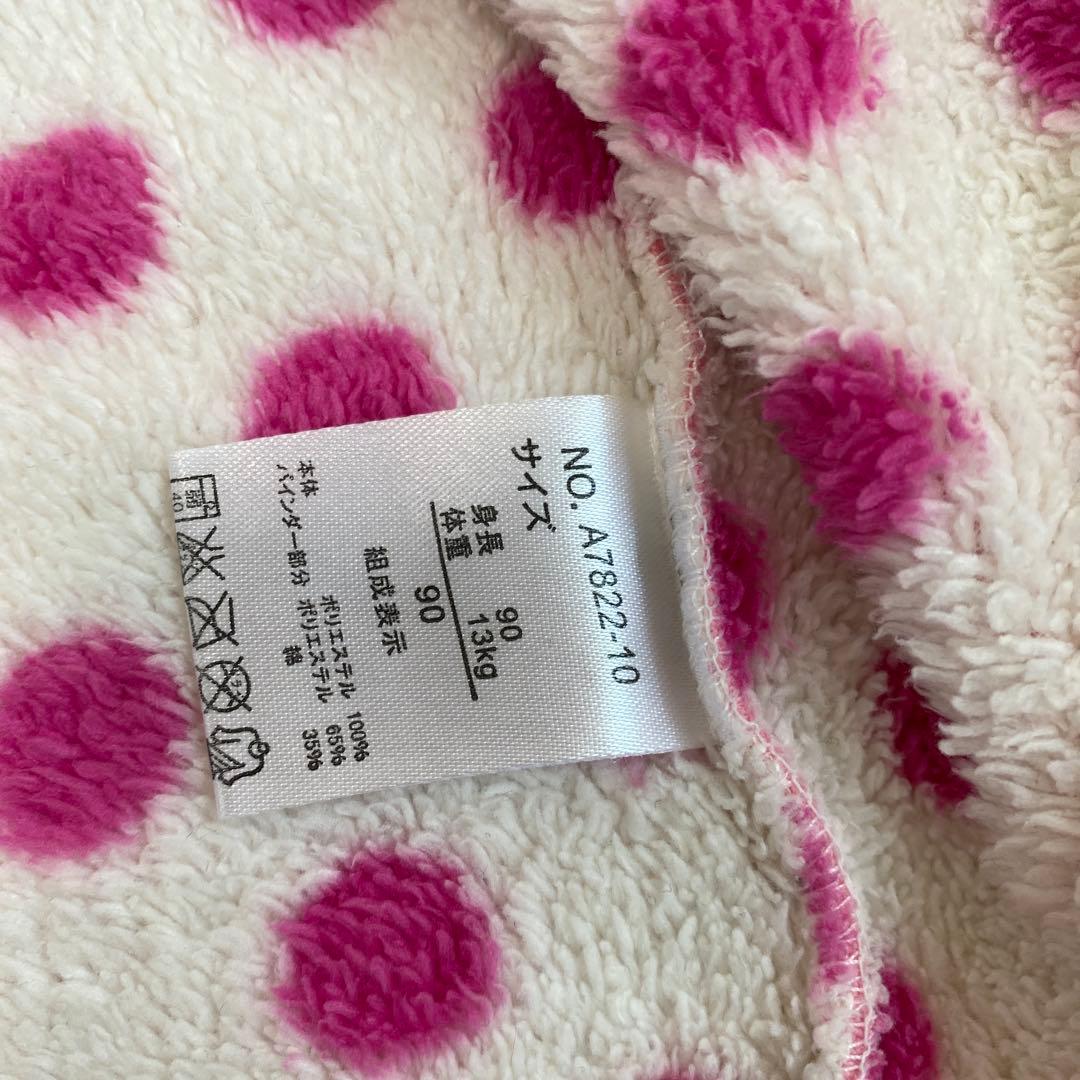 NO. A7822-10
サイズ
身長 90
体重 13kg
90
組成表示
本体 ポリエステル 100%
バインダー部分 ポリエステル 65%
綿 35%
弱
40